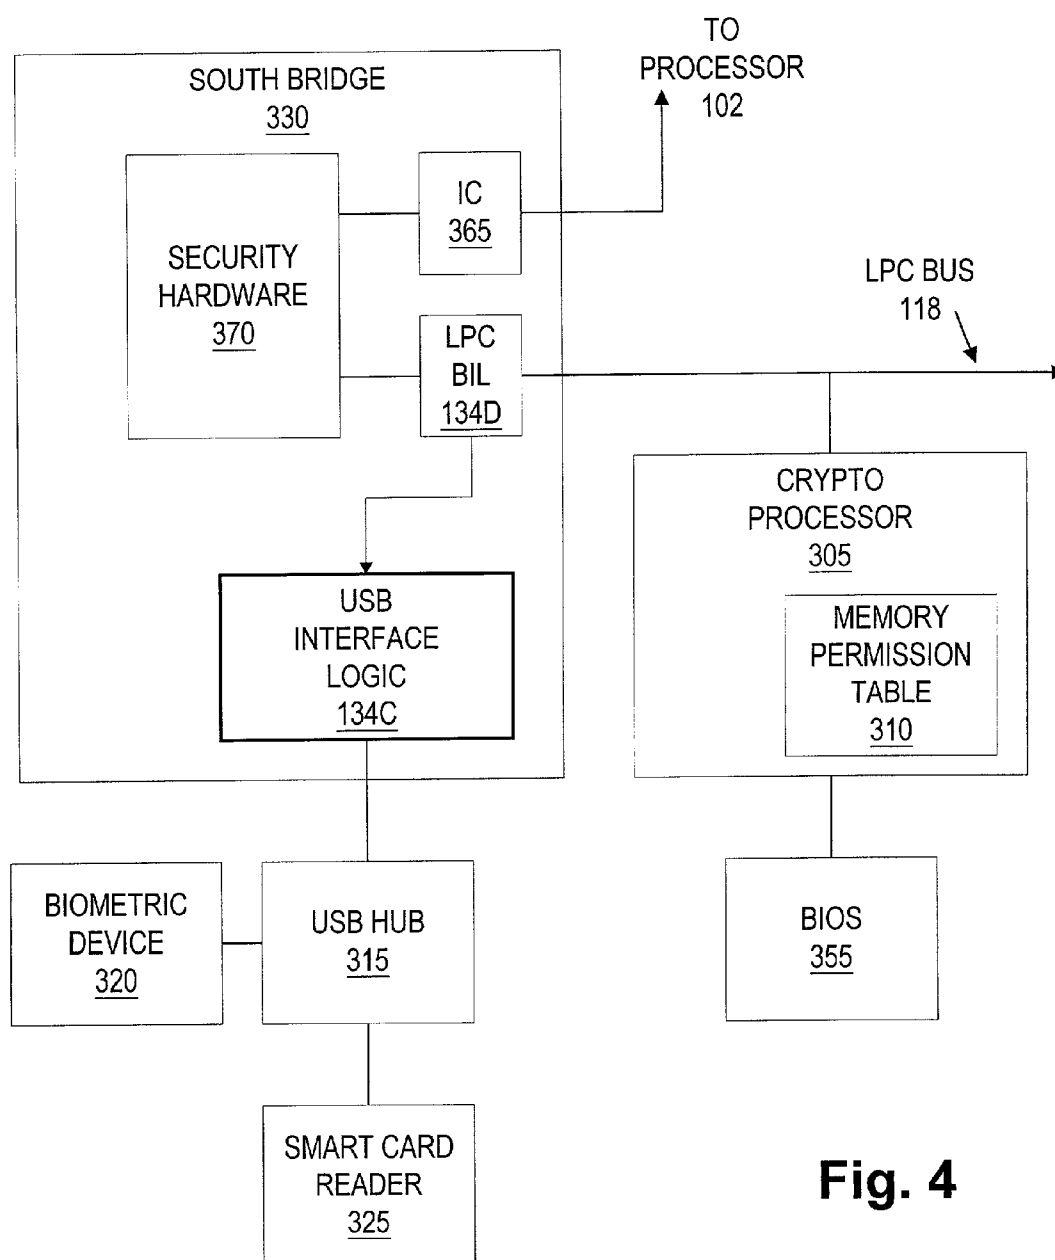 TO
PROCESSOR
102
SOUTH BRIDGE
330
IC
365
SECURITY
HARDWARE
370
LPC BUS
118
LPC
BIL
134D
CRYPTO
PROCESSOR
305
USB
INTERFACE
LOGIC
134C
MEMORY
PERMISSION
TABLE
310
BIOMETRIC
DEVICE
320
USB HUB
315
BIOS
355
SMART CARD
READER
325
Fig. 4